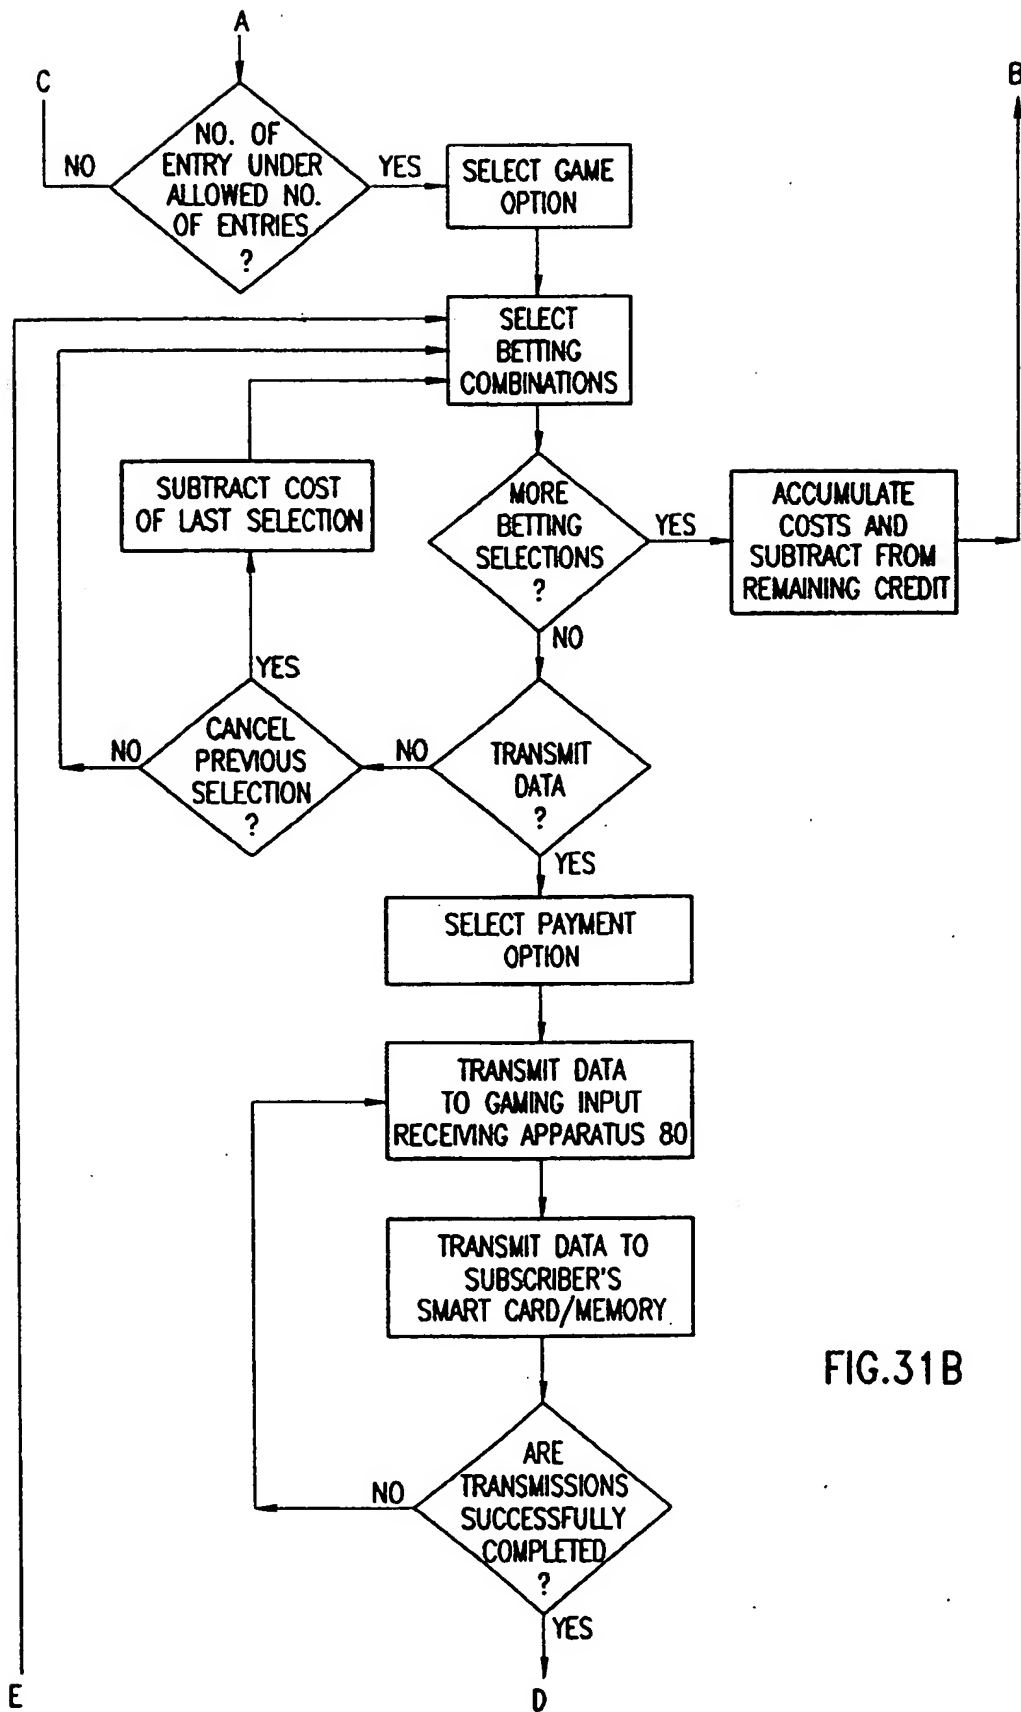 A
C
B
NO. OF
ENTRY UNDER
ALLOWED NO.
OF ENTRIES
?
NO
YES
SELECT GAME
OPTION
SELECT
BETTING
COMBINATIONS
SUBTRACT COST
OF LAST SELECTION
MORE
BETTING
SELECTIONS
?
YES
ACCUMULATE
COSTS AND
SUBTRACT FROM
REMAINING CREDIT
NO
YES
CANCEL
PREVIOUS
SELECTION
?
NO
NO
TRANSMIT
DATA
?
YES
SELECT PAYMENT
OPTION
TRANSMIT DATA
TO GAMING INPUT
RECEIVING APPARATUS 80
TRANSMIT DATA TO
SUBSCRIBER'S
SMART CARD/MEMORY
FIG.31B
ARE
TRANSMISSIONS
SUCCESSFULLY
COMPLETED
?
NO
YES
E
D